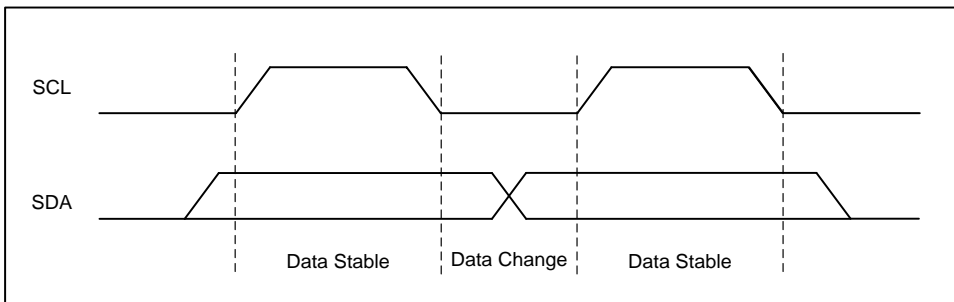 SCL
SDA
Data Stable
Data Change
Data Stable